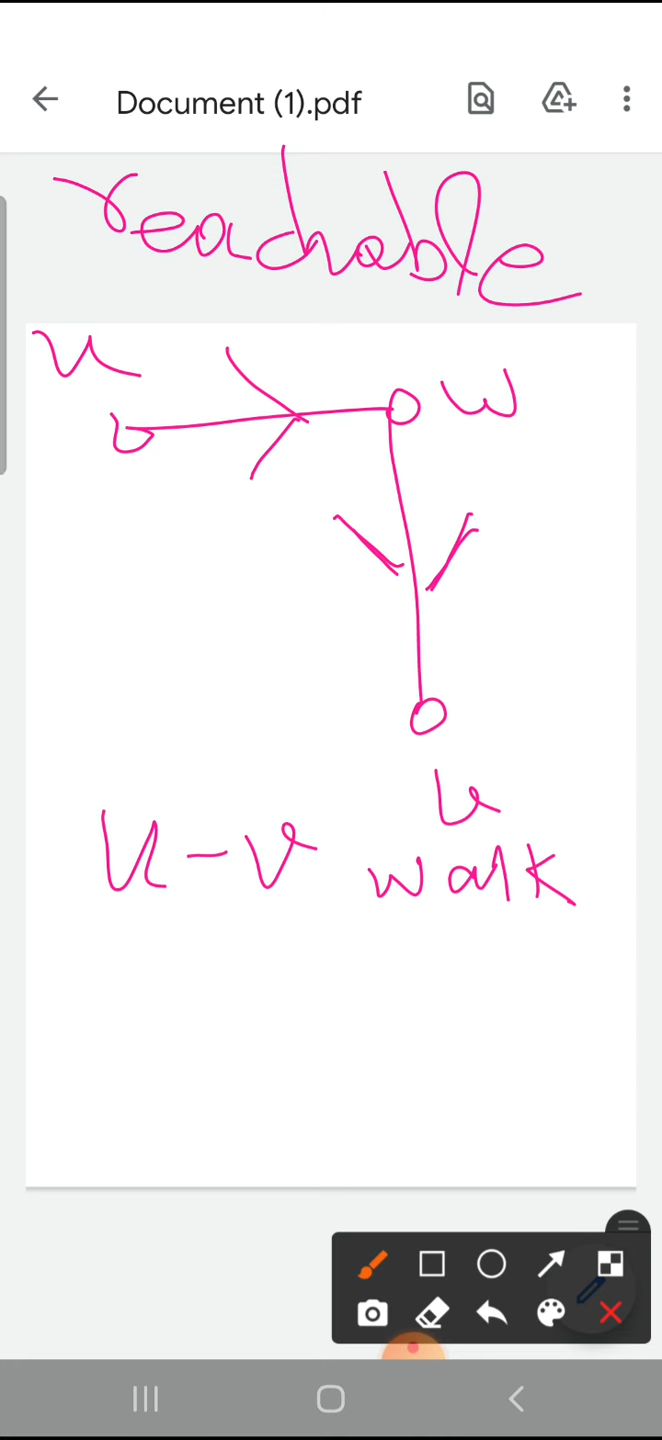 Document (1).pdf
reachable
u
w
v
u-v walk